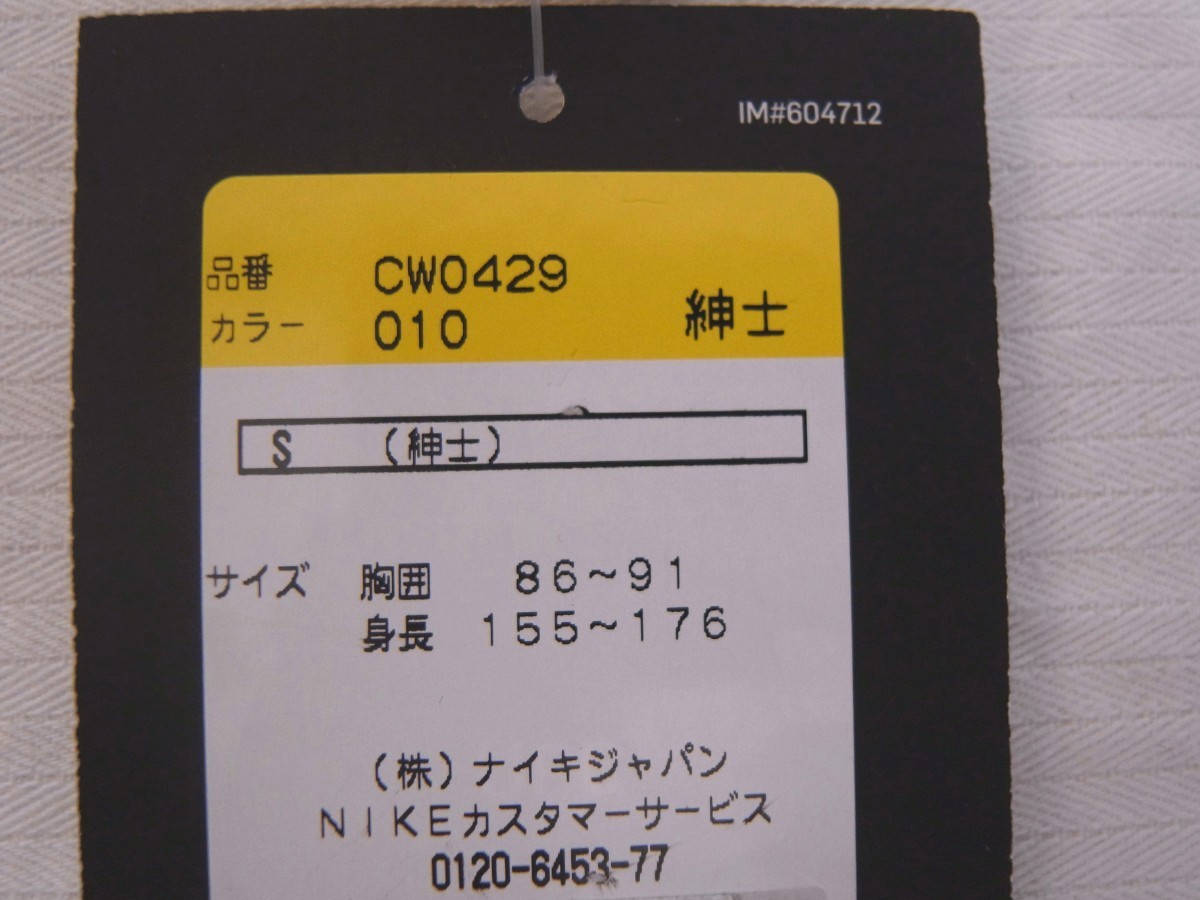 IM#604712
品番 CW0429
カラー 010 紳士
S （紳士）
サイズ 胸囲 86～91
身長 155～176
（株）ナイキジャパン
NIKEカスタマーサービス
0120-6453-77